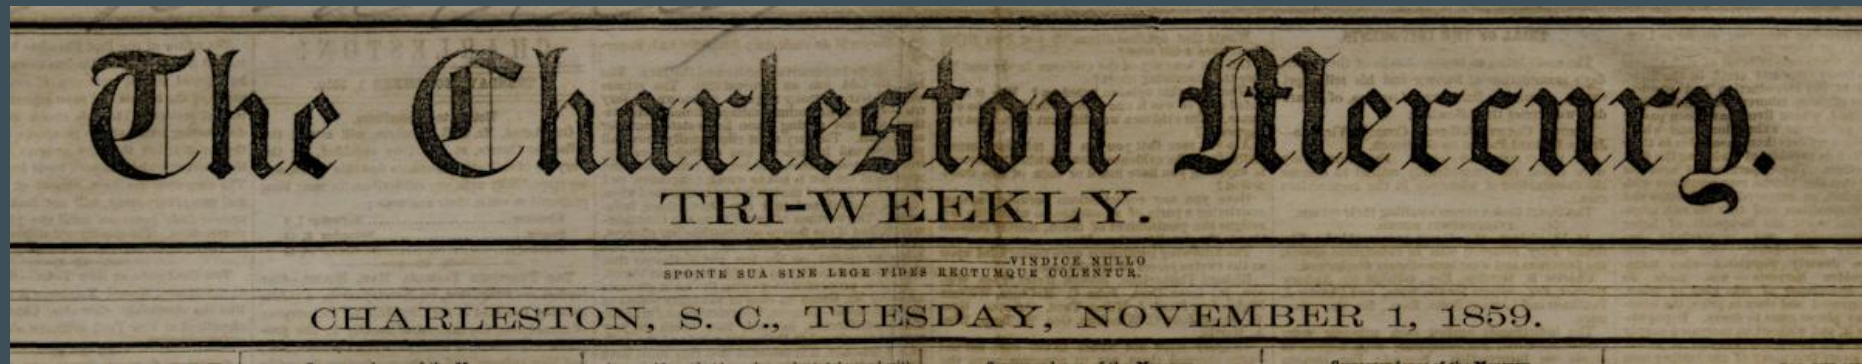 The Charleston Mercury.
TRI-WEEKLY.
VINDICE NULLO
SPONTE SUA SINE LEGE FIDES RECTUMQUE COLENTUR.
CHARLESTON, S. C., TUESDAY, NOVEMBER 1, 1859.